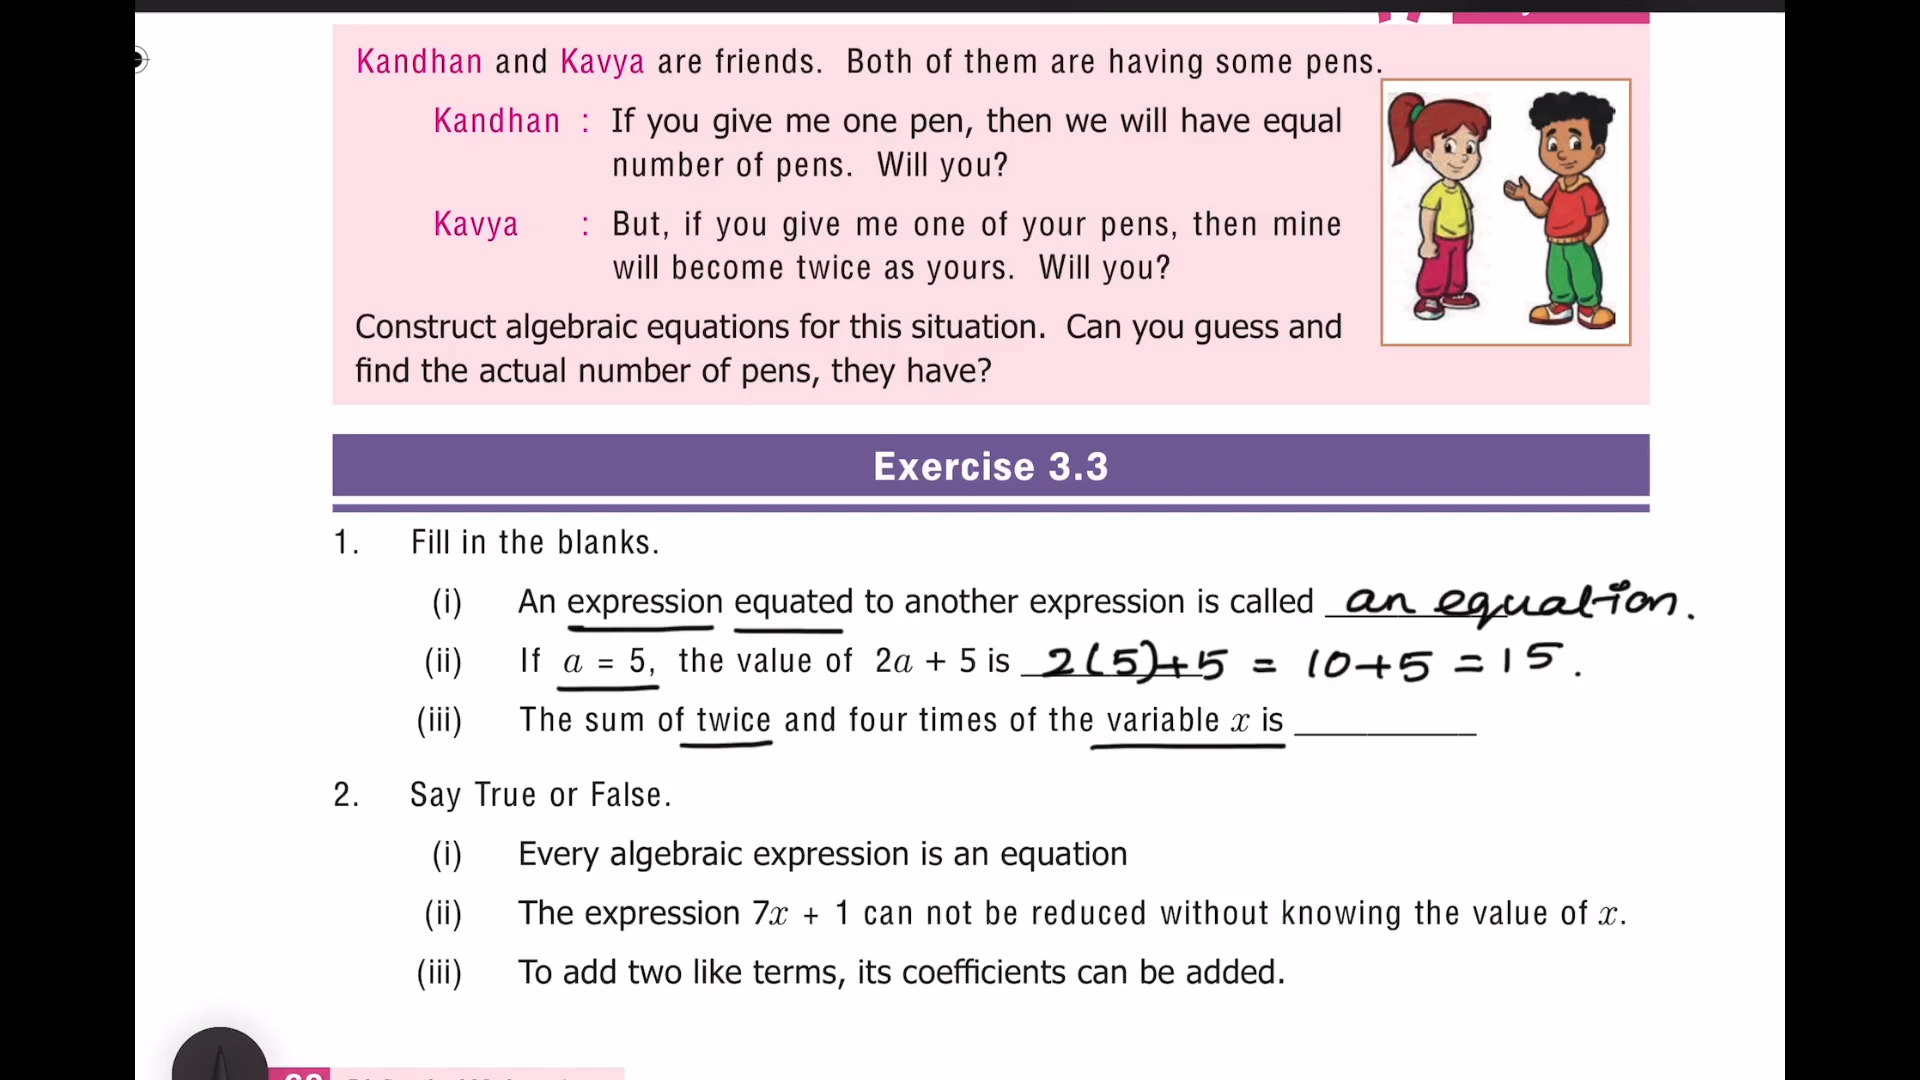 Kandhan and Kavya are friends. Both of them are having some pens.
Kandhan : If you give me one pen, then we will have equal
number of pens. Will you?
Kavya : But, if you give me one of your pens, then mine
will become twice as yours. Will you?
Construct algebraic equations for this situation. Can you guess and
find the actual number of pens, they have?
Exercise 3.3
1. Fill in the blanks.
(i) An expression equated to another expression is called an equation.
(ii) If a = 5, the value of 2a + 5 is 2(5)+5 = 10+5 = 15.
(iii) The sum of twice and four times of the variable x is __________
2. Say True or False.
(i) Every algebraic expression is an equation
(ii) The expression 7x + 1 can not be reduced without knowing the value of x.
(iii) To add two like terms, its coefficients can be added.